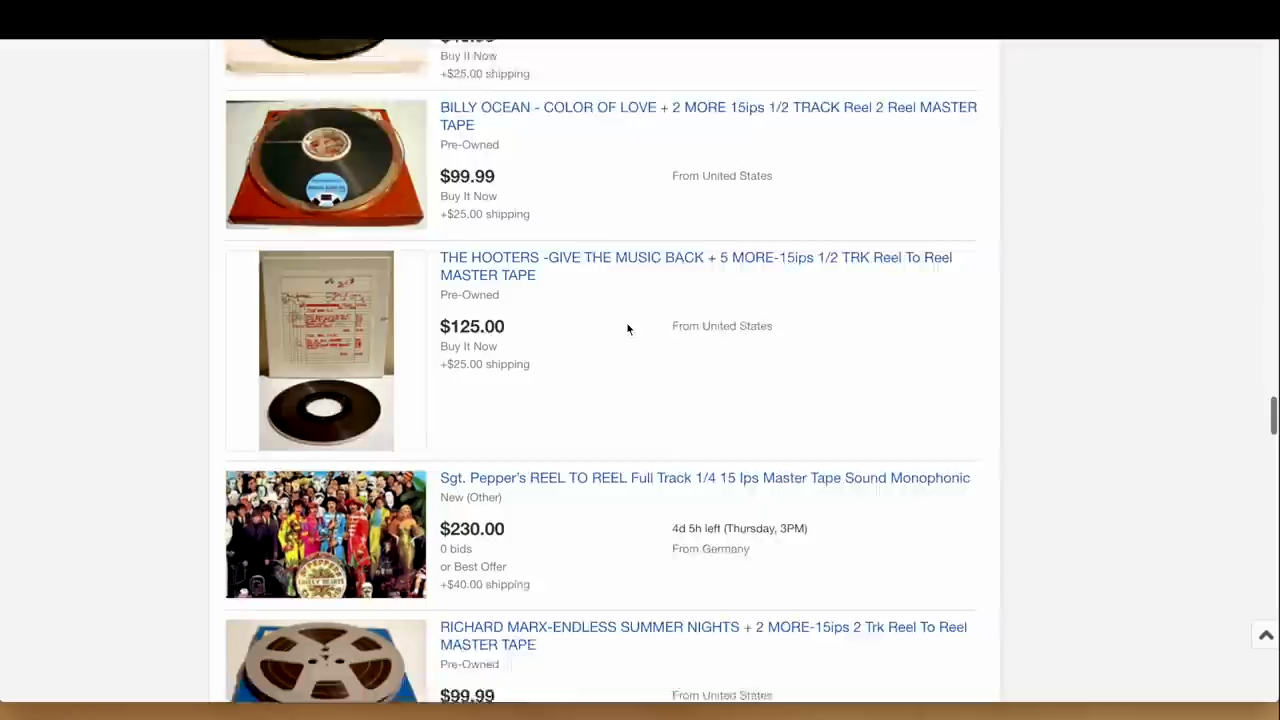 Buy It Now
+$25.00 shipping
BILLY OCEAN - COLOR OF LOVE + 2 MORE 15ips 1/2 TRACK Reel 2 Reel MASTER
TAPE
Pre-Owned
$99.99
From United States
Buy It Now
+$25.00 shipping
THE HOOTERS -GIVE THE MUSIC BACK + 5 MORE-15ips 1/2 TRK Reel To Reel
MASTER TAPE
Pre-Owned
$125.00
From United States
Buy It Now
+$25.00 shipping
Sgt. Pepper's REEL TO REEL Full Track 1/4 15 Ips Master Tape Sound Monophonic
New (Other)
$230.00
4d 5h left (Thursday, 3PM)
0 bids
From Germany
or Best Offer
+$40.00 shipping
RICHARD MARX-ENDLESS SUMMER NIGHTS + 2 MORE-15ips 2 Trk Reel To Reel
MASTER TAPE
Pre-Owned
$99.99
From United States